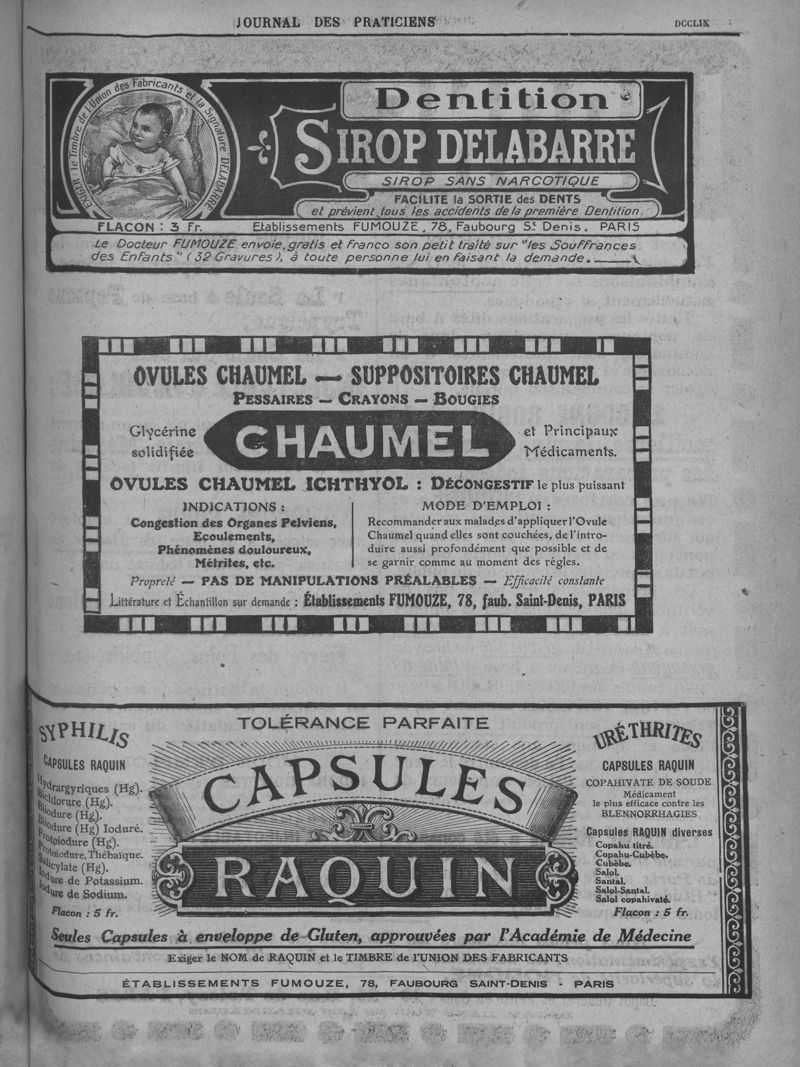 JOURNAL DES PRATICIENS
DCCLIX
EXIGER: le Timbre de l'Union des Fabricants et la Signature DELABARRE
Dentition
SIROP DELABARRE
SIROP SANS NARCOTIQUE
FACILITE la SORTIE des DENTS
et prévient tous les accidents de la première Dentition.
FLACON : 3 Fr.
Etablissements FUMOUZE, 78, Faubourg St Denis. PARIS
Le Docteur FUMOUZE envoie, gratis et franco son petit traité sur "les Souffrances
des Enfants" (32 Gravures), à toute personne lui en faisant la demande.
OVULES CHAUMEL — SUPPOSITOIRES CHAUMEL
PESSAIRES — CRAYONS — BOUGIES
Glycérine
solidifiée
CHAUMEL
et Principaux
Médicaments.
OVULES CHAUMEL ICHTHYOL : DÉCONGESTIF le plus puissant
INDICATIONS :
Congestion des Organes Pelviens,
Ecoulements,
Phénomènes douloureux,
Métrites, etc.
MODE D'EMPLOI :
Recommander aux malades d'appliquer l'Ovule
Chaumel quand elles sont couchées, de l'intro-
duire aussi profondément que possible et de
se garnir comme au moment des règles.
Propreté — PAS DE MANIPULATIONS PRÉALABLES — Efficacité constante
Littérature et Échantillon sur demande : Établissements FUMOUZE, 78, faub. Saint-Denis, PARIS
TOLÉRANCE PARFAITE
SYPHILIS
CAPSULES RAQUIN
Hydrargyriques (Hg).
Bichlorure (Hg).
Biiodure (Hg).
Biiodure (Hg) Ioduré.
Protoiodure (Hg).
Protoiodure, Thébaïque.
Salicylate (Hg).
Iodure de Potassium.
Iodure de Sodium.
Flacon : 5 fr.
CAPSULES
RAQUIN
URÉTHRITES
CAPSULES RAQUIN
COPAHIVATE DE SOUDE
Médicament
le plus efficace contre les
BLENNORRHAGIES
Capsules RAQUIN diverses
Copahu titré.
Copahu-Cubèbe.
Cubèbe.
Salol.
Santal.
Salol-Santal.
Salol copahivaté.
Flacon : 5 fr.
Seules Capsules à enveloppe de Gluten, approuvées par l'Académie de Médecine
Exiger le NOM de RAQUIN et le TIMBRE de l'UNION DES FABRICANTS
ÉTABLISSEMENTS FUMOUZE, 78, FAUBOURG SAINT-DENIS - PARIS